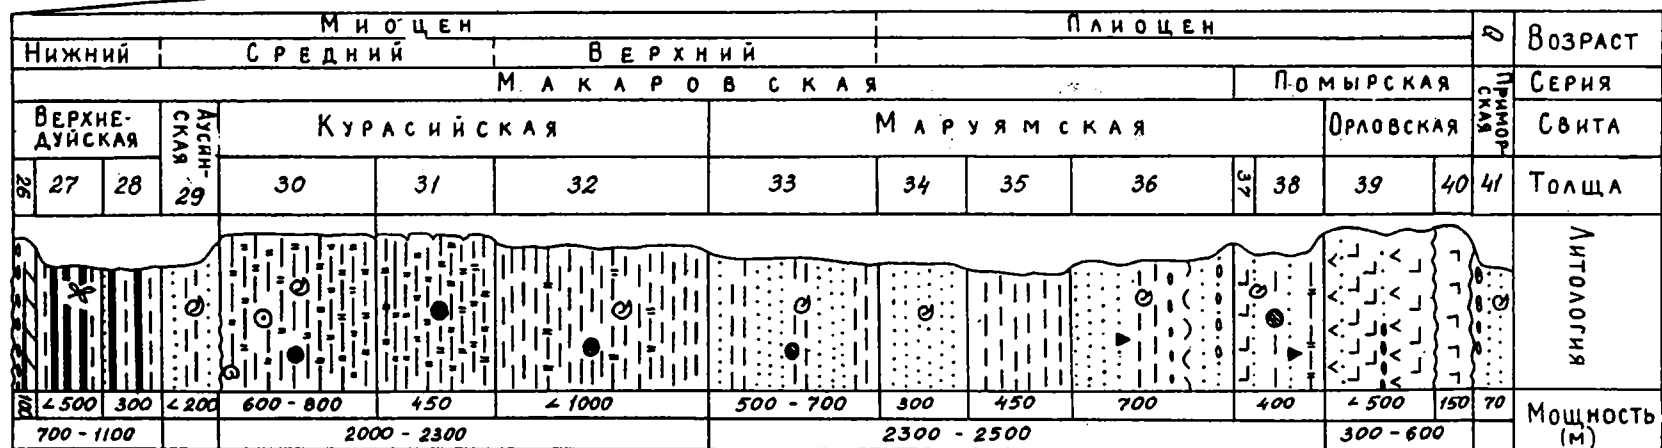 Миоцен Плиоцен Q Возраст
Нижний Средний Верхний
Макаровская Помырская Серия
Верхне-
дуйская
Аусин-
ская
Курасийская Маруямская Орловская
Примор-
ская
Свита
26 27 28 29 30 31 32 33 34 35 36 37 38 39 40 41 Толща
Литология
100 <500 300 <200 600-800 450 <1000 500-700 300 450 700 400 <500 150 70 Мощность
700-1100 2000-2300 2300-2500 300-600 (м)